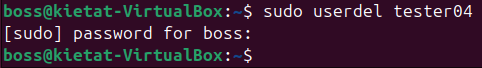 boss@kietat-VirtualBox:~$ sudo userdel tester04
[sudo] password for boss:
boss@kietat-VirtualBox:~$